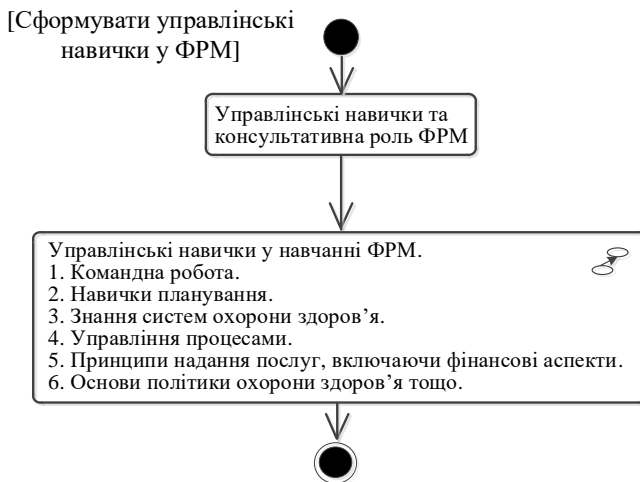 [Сформувати управлінські
навички у ФРМ]
Управлінські навички та
консультативна роль ФРМ
Управлінські навички у навчанні ФРМ.
1. Командна робота.
2. Навички планування.
3. Знання систем охорони здоров’я.
4. Управління процесами.
5. Принципи надання послуг, включаючи фінансові аспекти.
6. Основи політики охорони здоров’я тощо.